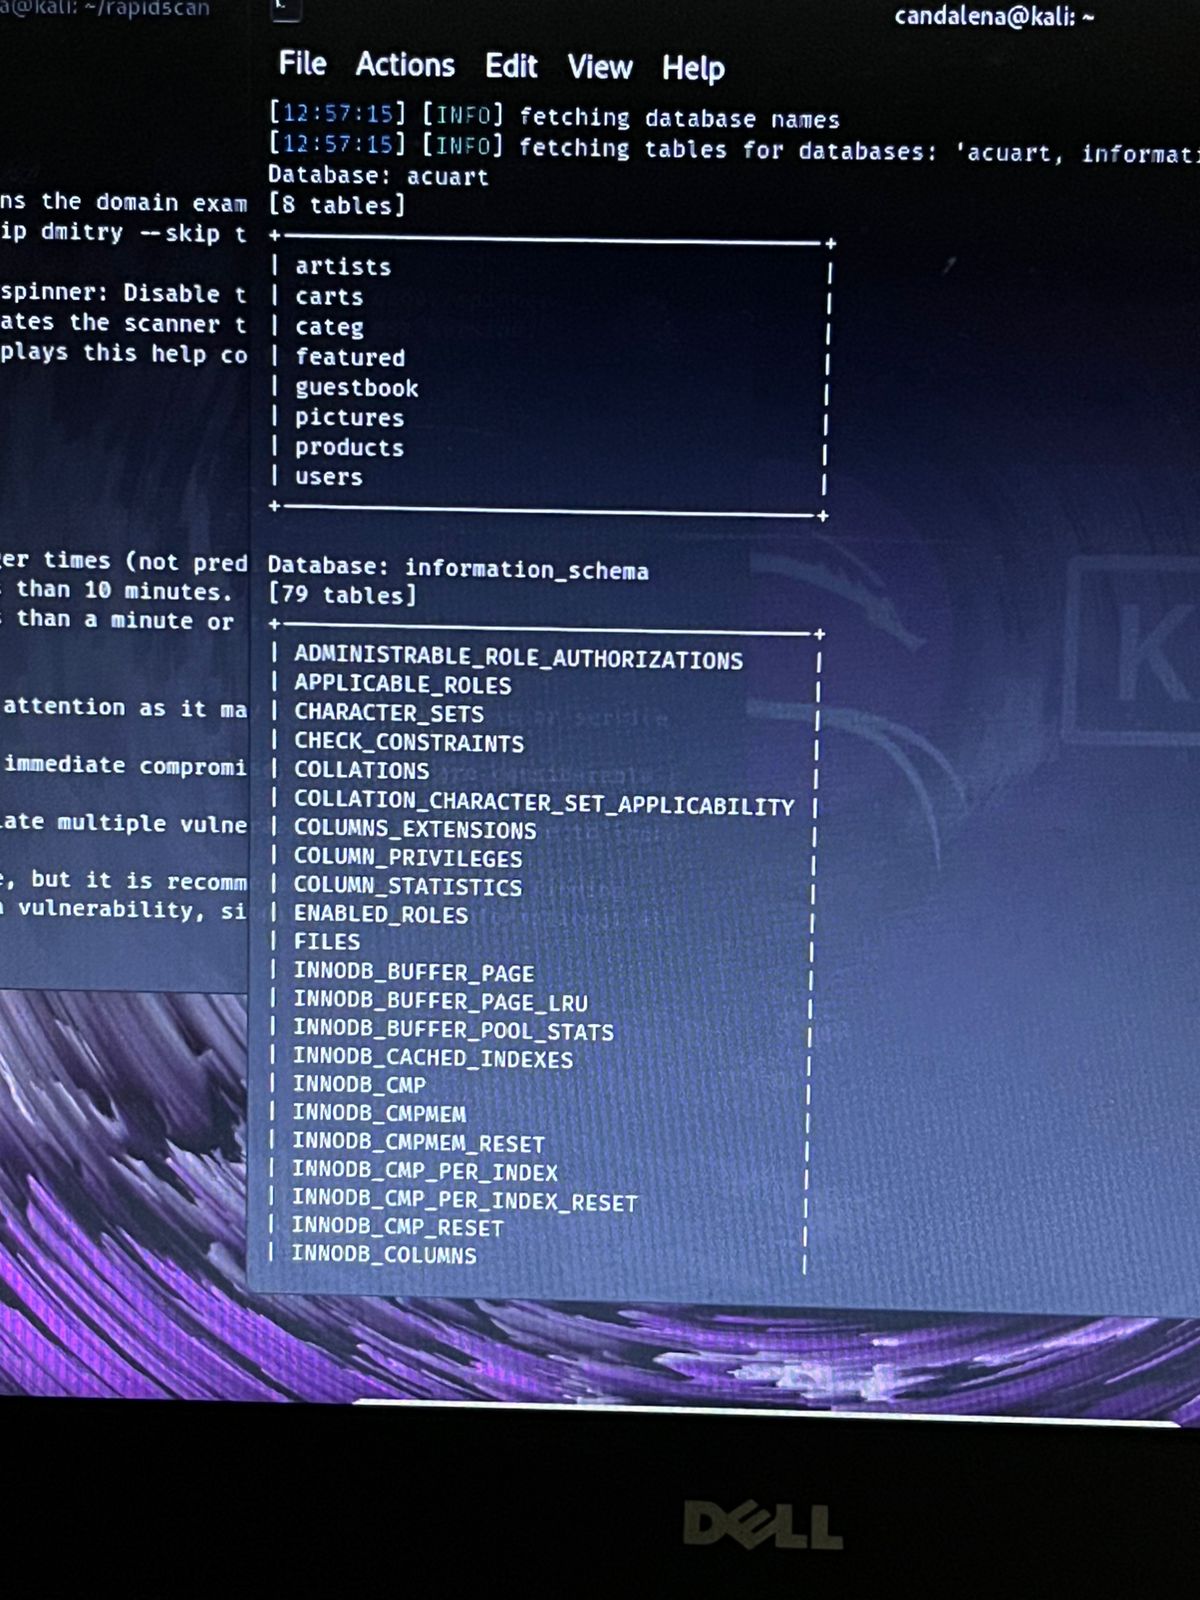 a@kali: ~/rapidscan
candalena@kali: ~
File Actions Edit View Help
[12:57:15] [INFO] fetching database names
[12:57:15] [INFO] fetching tables for databases: 'acuart, informati
Database: acuart
[8 tables]
| artists |
| carts |
| categ |
| featured |
| guestbook |
| pictures |
| products |
| users |
Database: information_schema
[79 tables]
| ADMINISTRABLE_ROLE_AUTHORIZATIONS |
| APPLICABLE_ROLES |
| CHARACTER_SETS |
| CHECK_CONSTRAINTS |
| COLLATIONS |
| COLLATION_CHARACTER_SET_APPLICABILITY |
| COLUMNS_EXTENSIONS |
| COLUMN_PRIVILEGES |
| COLUMN_STATISTICS |
| ENABLED_ROLES |
| FILES |
| INNODB_BUFFER_PAGE |
| INNODB_BUFFER_PAGE_LRU |
| INNODB_BUFFER_POOL_STATS |
| INNODB_CACHED_INDEXES |
| INNODB_CMP |
| INNODB_CMPMEM |
| INNODB_CMPMEM_RESET |
| INNODB_CMP_PER_INDEX |
| INNODB_CMP_PER_INDEX_RESET |
| INNODB_CMP_RESET |
| INNODB_COLUMNS |
ns the domain exam
ip dmitry --skip t
spinner: Disable t
ates the scanner t
plays this help co
er times (not pred
than 10 minutes.
than a minute or
attention as it ma
immediate compromi
ate multiple vulne
, but it is recomm
vulnerability, si
K
DELL